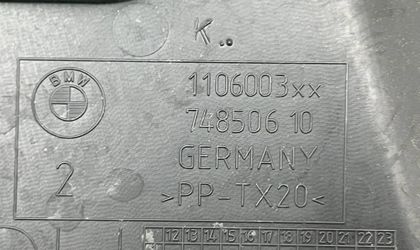 K..
BMW
1106003xx
748506 10
GERMANY
2
>PP-TX20<
12 13 14 15 16 17 18 19 20 21 22 23